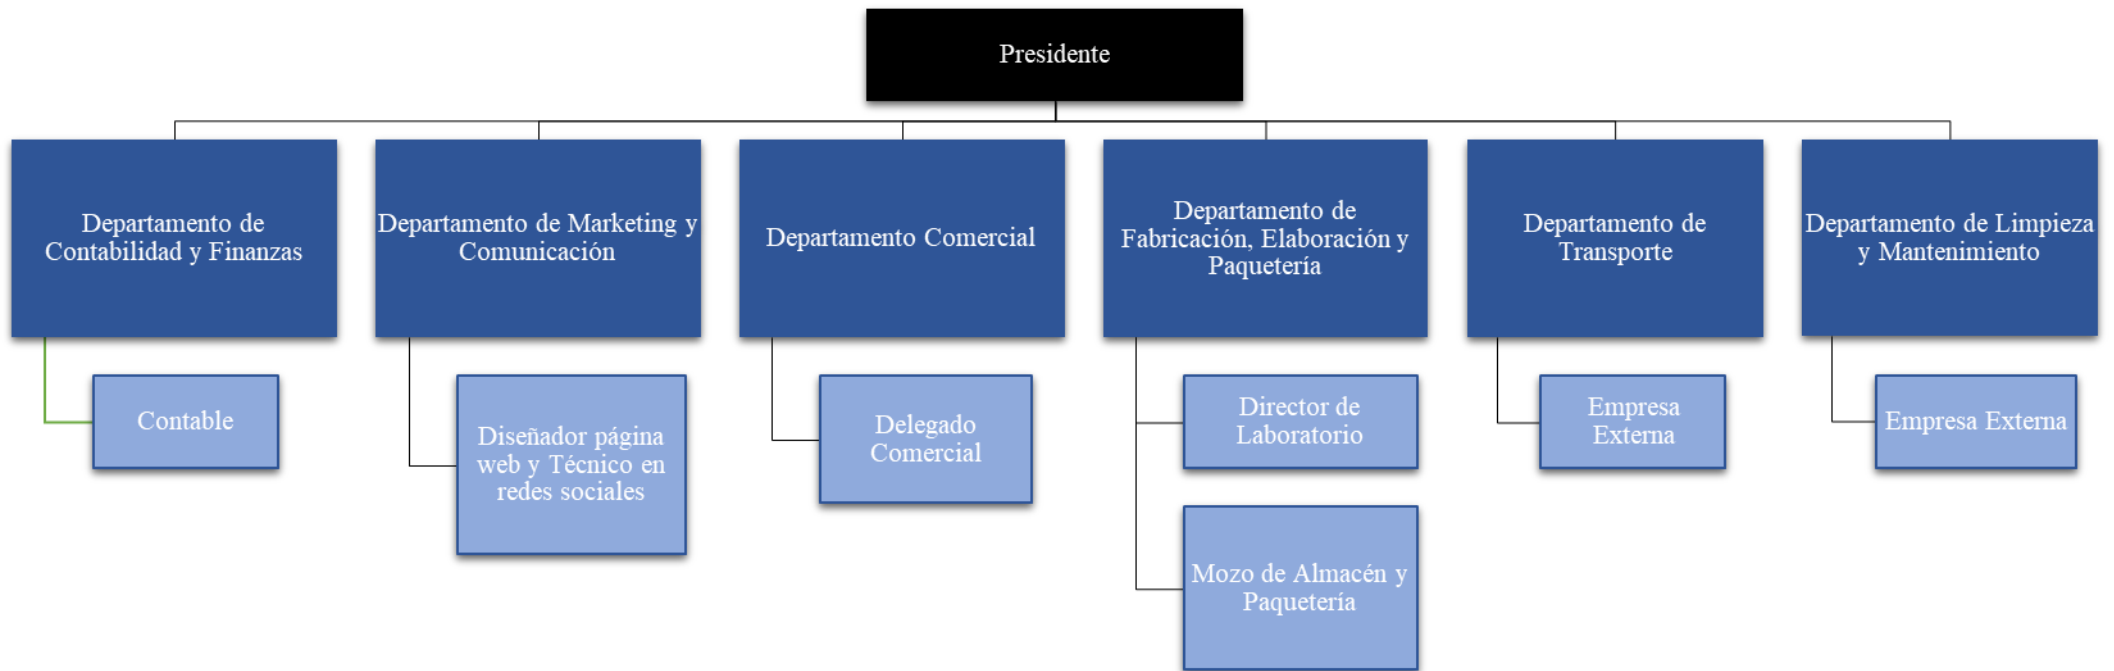 Presidente
Departamento de
Contabilidad y Finanzas
Departamento de Marketing y
Comunicación
Departamento Comercial
Departamento de
Fabricación, Elaboración y
Paquetería
Departamento de
Transporte
Departamento de Limpieza
y Mantenimiento
Contable
Diseñador página
web y Técnico en
redes sociales
Delegado
Comercial
Director de
Laboratorio
Mozo de Almacén y
Paquetería
Empresa
Externa
Empresa Externa